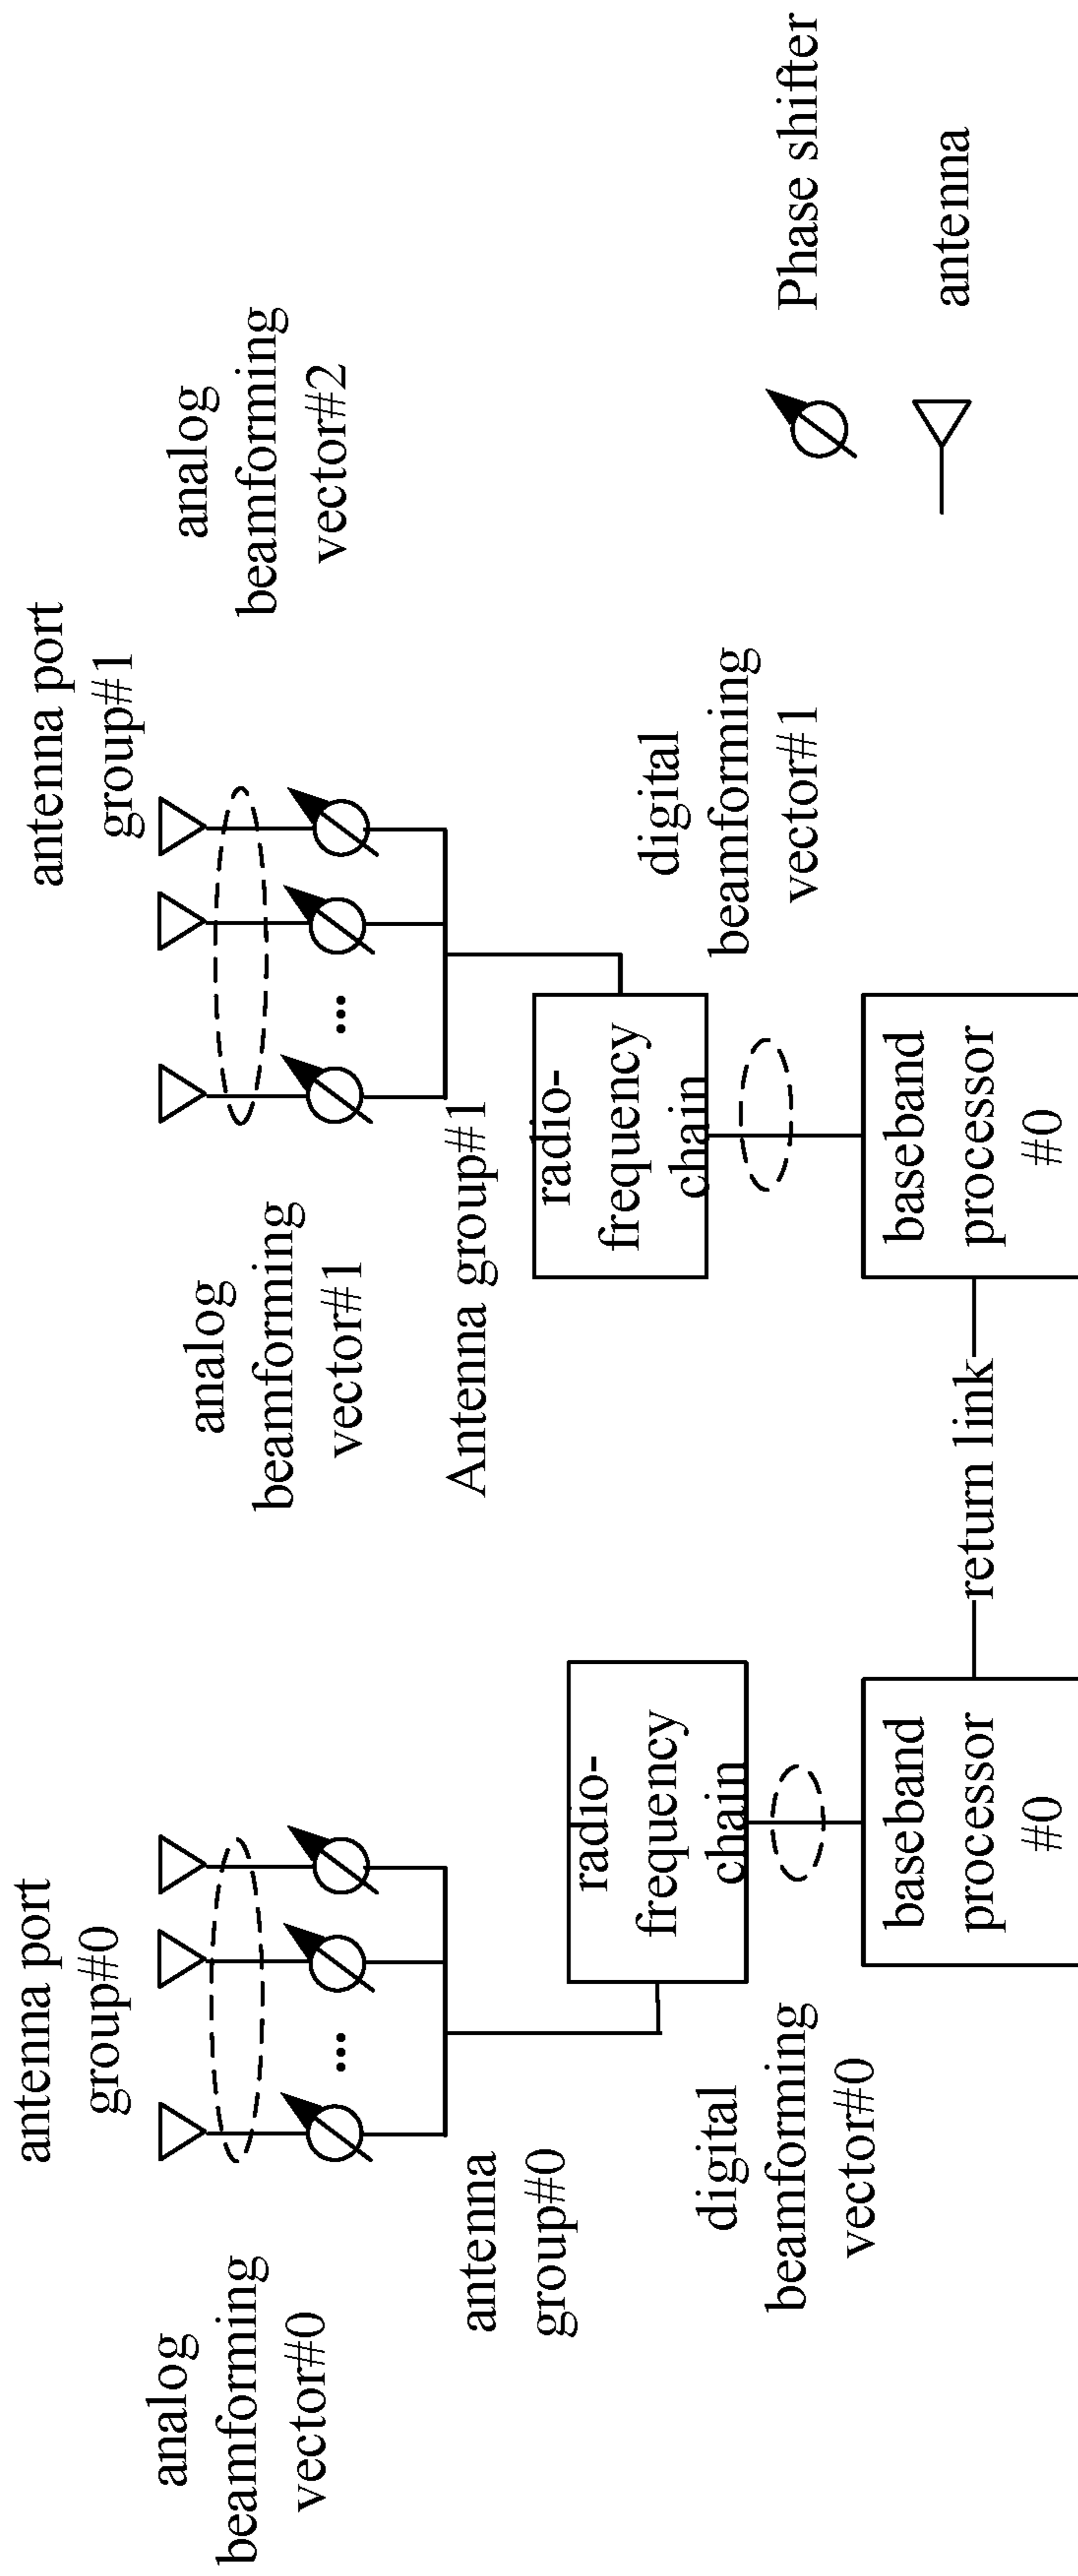 antenna port
group#0
antenna port
group#1
analog
beamforming
vector#0
analog
beamforming
vector#1
analog
beamforming
vector#2
...
...
antenna
group#0
Antenna group#1
radio-
frequency
chain
radio-
frequency
chain
digital
beamforming
vector#0
digital
beamforming
vector#1
baseband
processor
#0
return link
baseband
processor
#0
Phase shifter
antenna